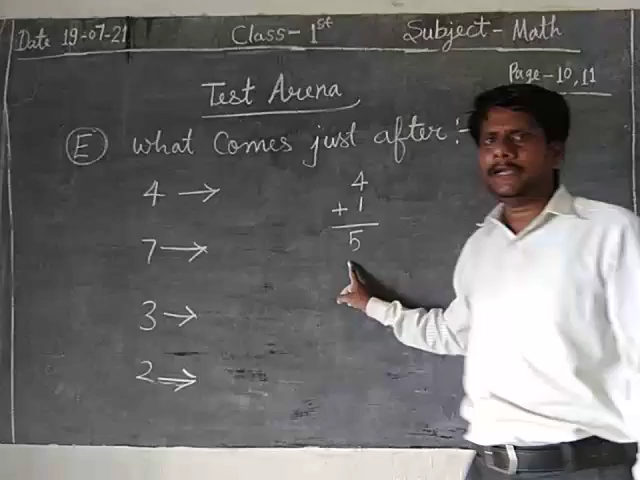 Date 19-07-21 Class-1st Subject-Math
Page-10,11
Test Arena
(E) What Comes just after:-
4 →
7 →
3 →
2 →
4
+ 1
5